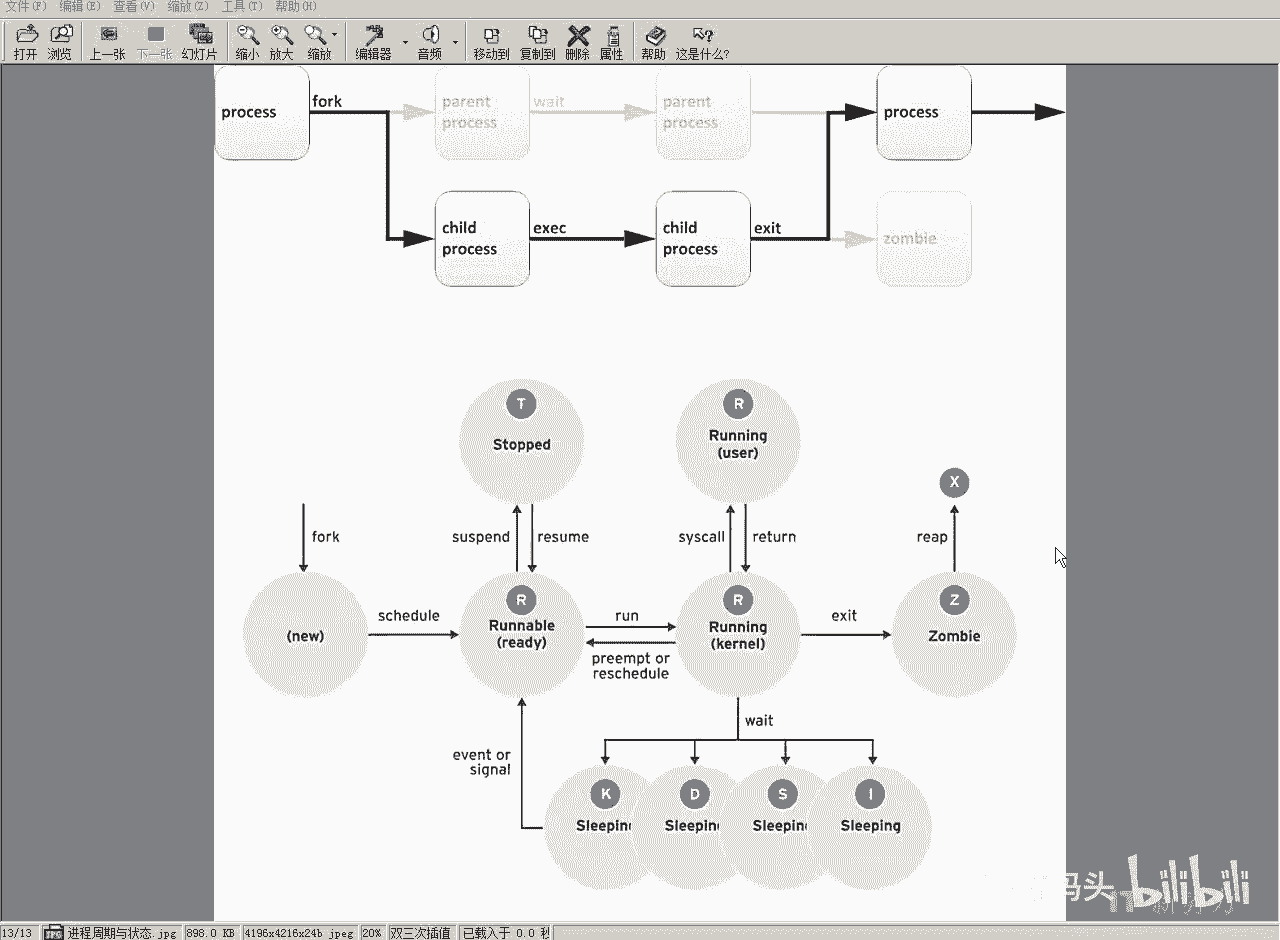 文件(F) 编辑(E) 查看(V) 缩放(Z) 工具(T) 帮助(H)
打开 浏览 上一张 下一张 幻灯片 缩小 放大 缩放 编辑器 音频 移动到 复制到 删除 属性 帮助 这是什么?
process
fork
parent
process
wait
parent
process
process
child
process
exec
child
process
exit
zombie
T
Stopped
R
Running
(user)
X
fork
suspend
resume
syscall
return
reap
(new)
schedule
R
Runnable
(ready)
run
preempt or
reschedule
R
Running
(kernel)
exit
Z
Zombie
wait
event or
signal
K
Sleepin
D
Sleepin
S
Sleepin
I
Sleeping
码头
bilibili
13/13 进程周期与状态.jpg 898.0 KB 4196x4216x24b jpeg 20% 双三次插值 已载入于 0.0 秒